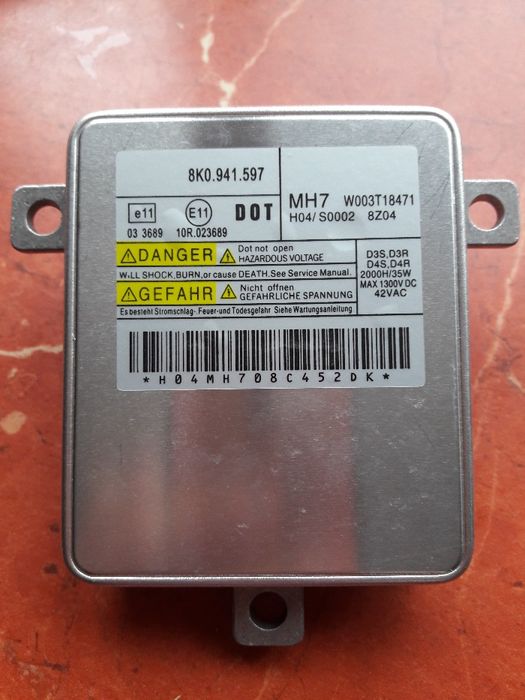 8K0.941.597
MH7 W003T18471
H04/ S0002 8Z04
e11 E11 DOT
03 3689 10R.023689
DANGER Dot not open
HAZARDOUS VOLTAGE
WiLL SHOCK,BURN,or cause DEATH.See Service Manual.
GEFAHR Nicht offnen
GEFAHRLICHE SPANNUNG
Es besteht Stromschlag- Feuer-und Todesgefahr Siehe Wartungsanleitung
D3S,D3R
D4S,D4R
2000H/35W
MAX 1300V DC
42VAC
*H04MH708C452DK*